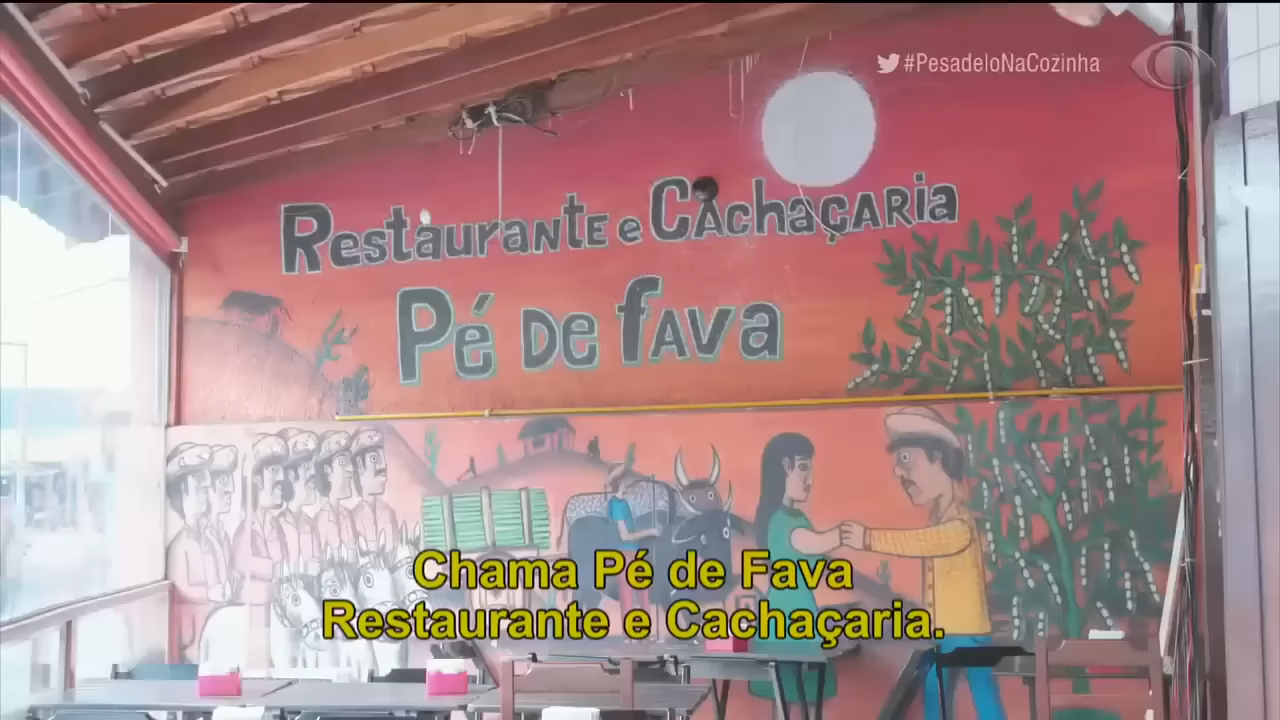 #PesadeloNaCozinha
Restaurante e Cachaçaria
Pé de fava
Chama Pé de Fava
Restaurante e Cachaçaria.